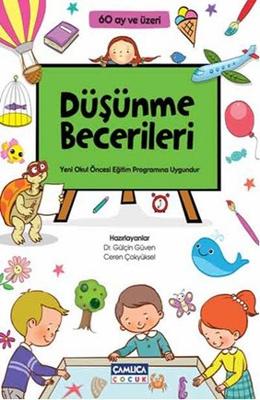 60 ay ve üzeri
Düşünme
Becerileri
Yeni Okul Öncesi Eğitim Programına Uygundur
Hazırlayanlar
Dr. Gülçin Güven
Ceren Çakyüksel
ÇAMLICA
ÇOCUK